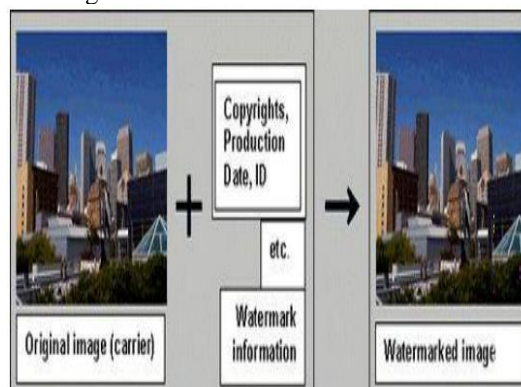 Copyrights,
Production
Date, ID
etc.
Original image (carrier)
Watermark
information
Watermarked image